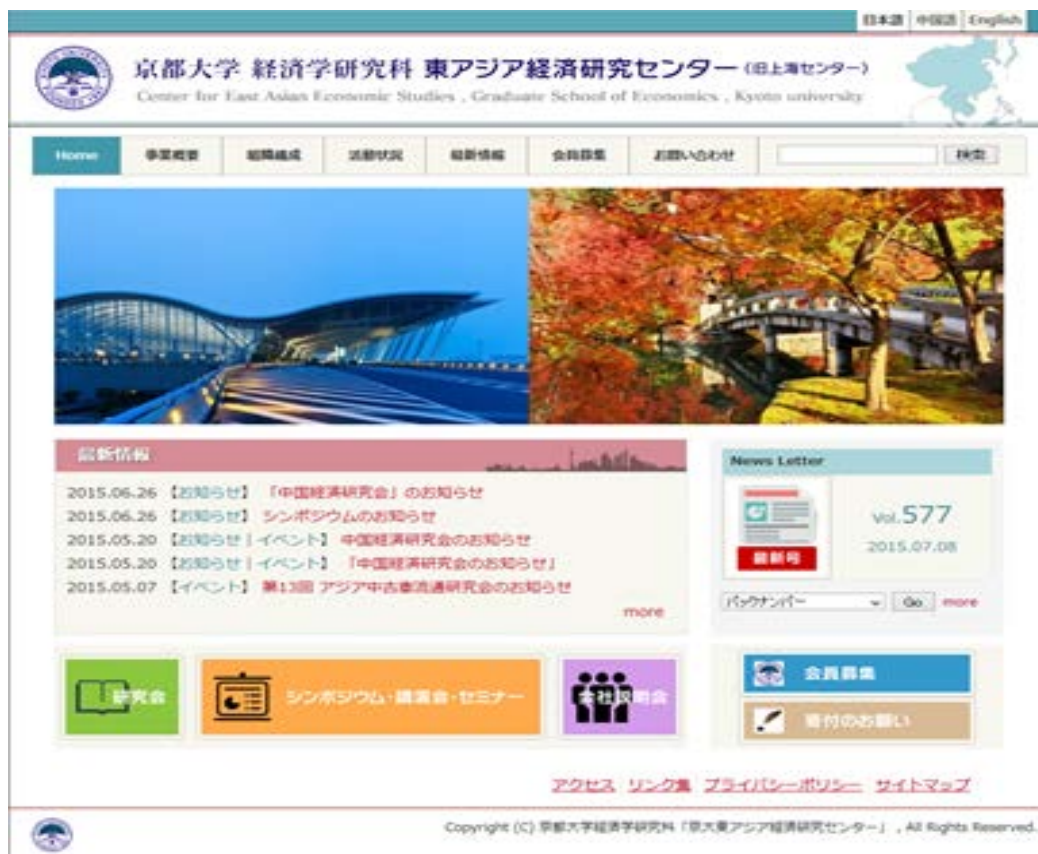 日本語 中国語 English
京都大学 経済学研究科 東アジア経済研究センター (旧上海センター)
Center for East Asian Economic Studies , Graduate School of Economics , Kyoto university
Home 事業概要 組織構成 活動状況 最新情報 会員募集 お問い合わせ 検索
最新情報
2015.06.26 【お知らせ】 「中国経済研究会」のお知らせ
2015.06.26 【お知らせ】 シンポジウムのお知らせ
2015.05.20 【お知らせ | イベント】 中国経済研究会のお知らせ
2015.05.20 【お知らせ | イベント】 「中国経済研究会のお知らせ」
2015.05.07 【イベント】 第13回 アジア中古車流通研究会のお知らせ
more
News Letter
最新号
Vol.577
2015.07.08
バックナンバー Go more
研究会
シンポジウム・講演会・セミナー
会社説明会
会員募集
寄付のお願い
アクセス リンク集 プライバシーポリシー サイトマップ
Copyright (C) 京都大学経済学研究科「京大東アジア経済研究センター」 , All Rights Reserved.